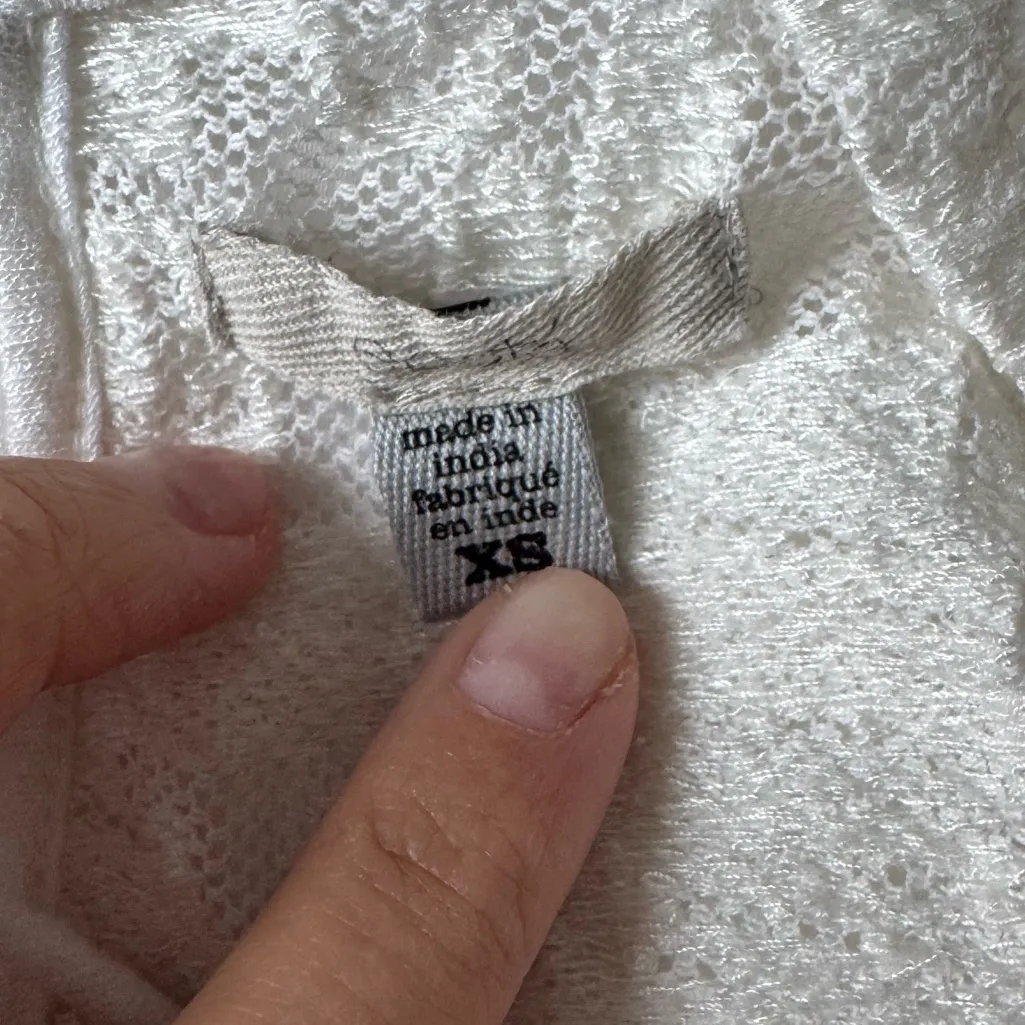 made in
india
fabriqué
en inde
XS